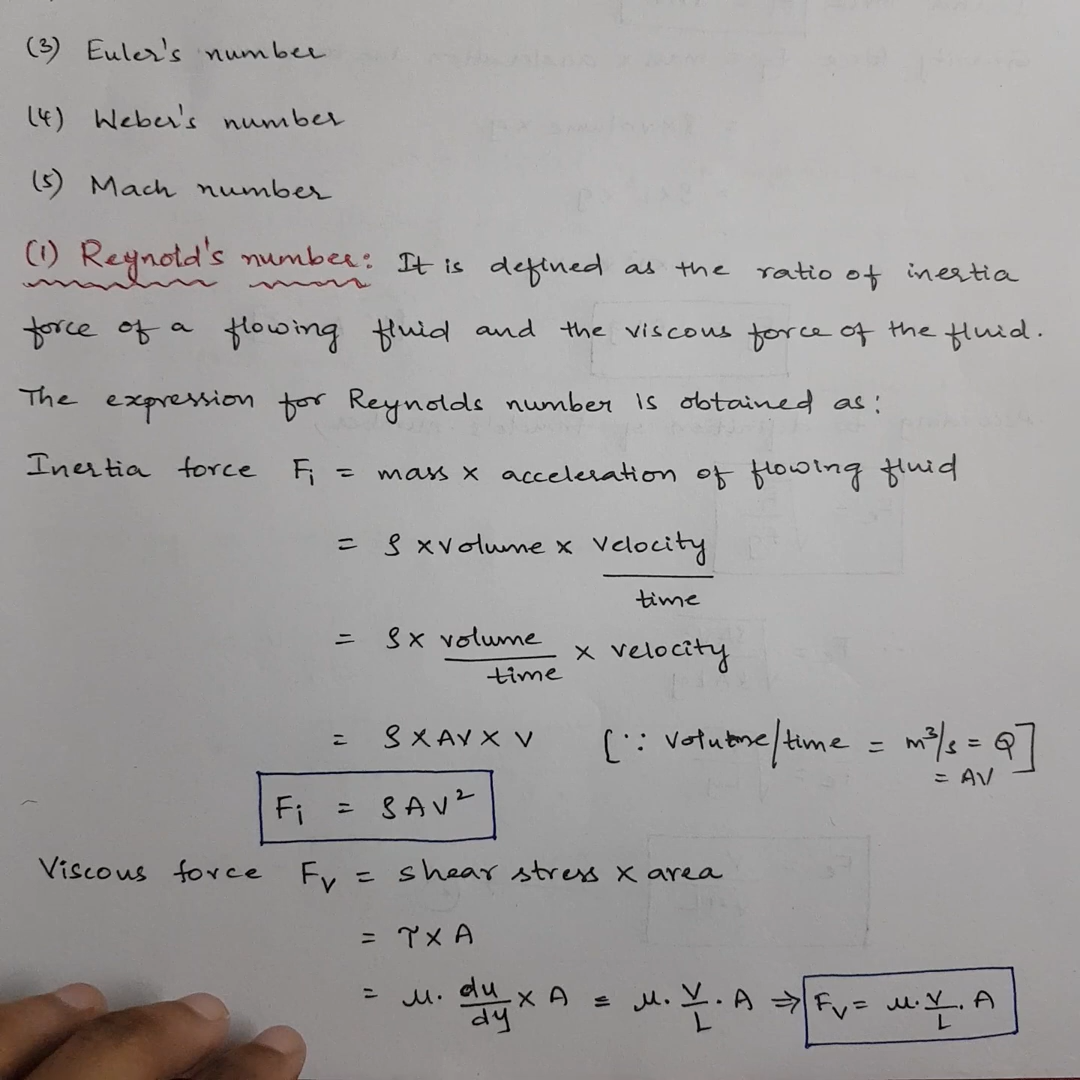 (3) Euler's number
(4) Weber's number
(5) Mach number
(1) Reynold's number: It is defined as the ratio of inertia
force of a flowing fluid and the viscous force of the fluid.
The expression for Reynolds number is obtained as:
Inertia force Fi = mass x acceleration of flowing fluid
= ρ x volume x velocity/time
= ρ x volume/time x velocity
= ρ x AV x V [∵ volume/time = m³/s = Q]
= AV
Fi = ρAV²
Viscous force Fv = shear stress x area
= τ x A
= μ. du/dy x A = μ. V/L . A ⇒ Fv = μ. V/L . A